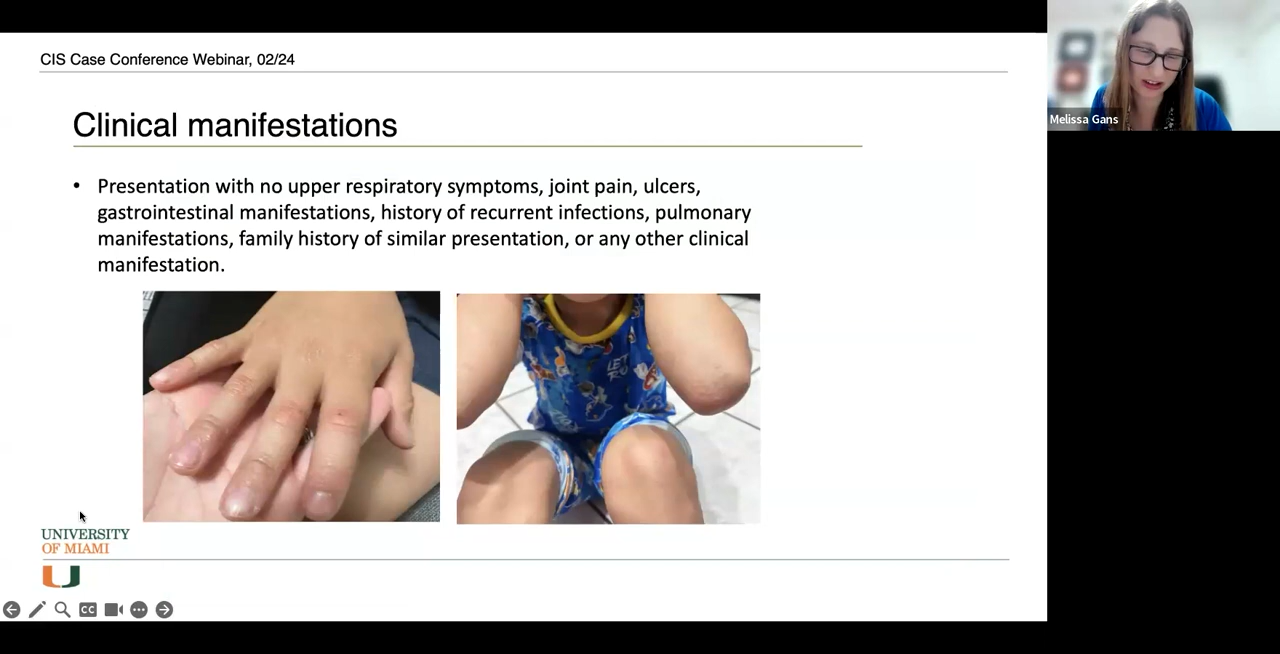 CIS Case Conference Webinar, 02/24
Clinical manifestations
• Presentation with no upper respiratory symptoms, joint pain, ulcers,
gastrointestinal manifestations, history of recurrent infections, pulmonary
manifestations, family history of similar presentation, or any other clinical
manifestation.
LET
UNIVERSITY
OF MIAMI
U
CC
Melissa Gans